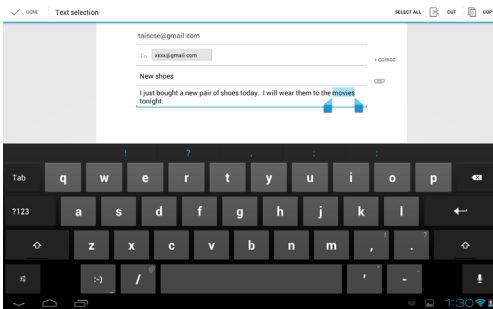 DONE Text selection SELECT ALL CUT COPY
taiscse@gmail.com
To xxxx@gmail.com
+ CC/BCC
New shoes
I just bought a new pair of shoes today. I will wear them to the movies
tonight.
! ? , : ;
Tab q w e r t y u i o p
?123 a s d f g h j k l
z x c v b n m , ! . ?
:-) / @ ' " - _
1:30